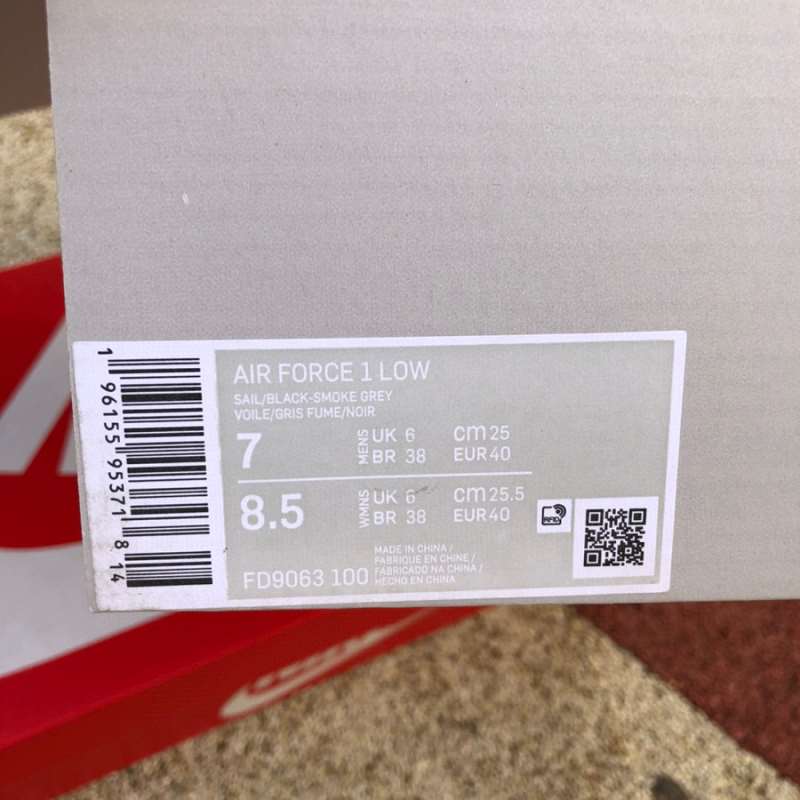 AIR FORCE 1 LOW
SAIL/BLACK-SMOKE GREY
VOILE/GRIS FUME/NOIR
7 MENS UK 6 cm 25
BR 38 EUR 40
8.5 WMNS UK 6 cm 25.5
BR 38 EUR 40
RFID
FD9063 100
MADE IN CHINA /
FABRIQUE EN CHINE /
FABRICADO NA CHINA /
HECHO EN CHINA
1 96155 95371 8 14